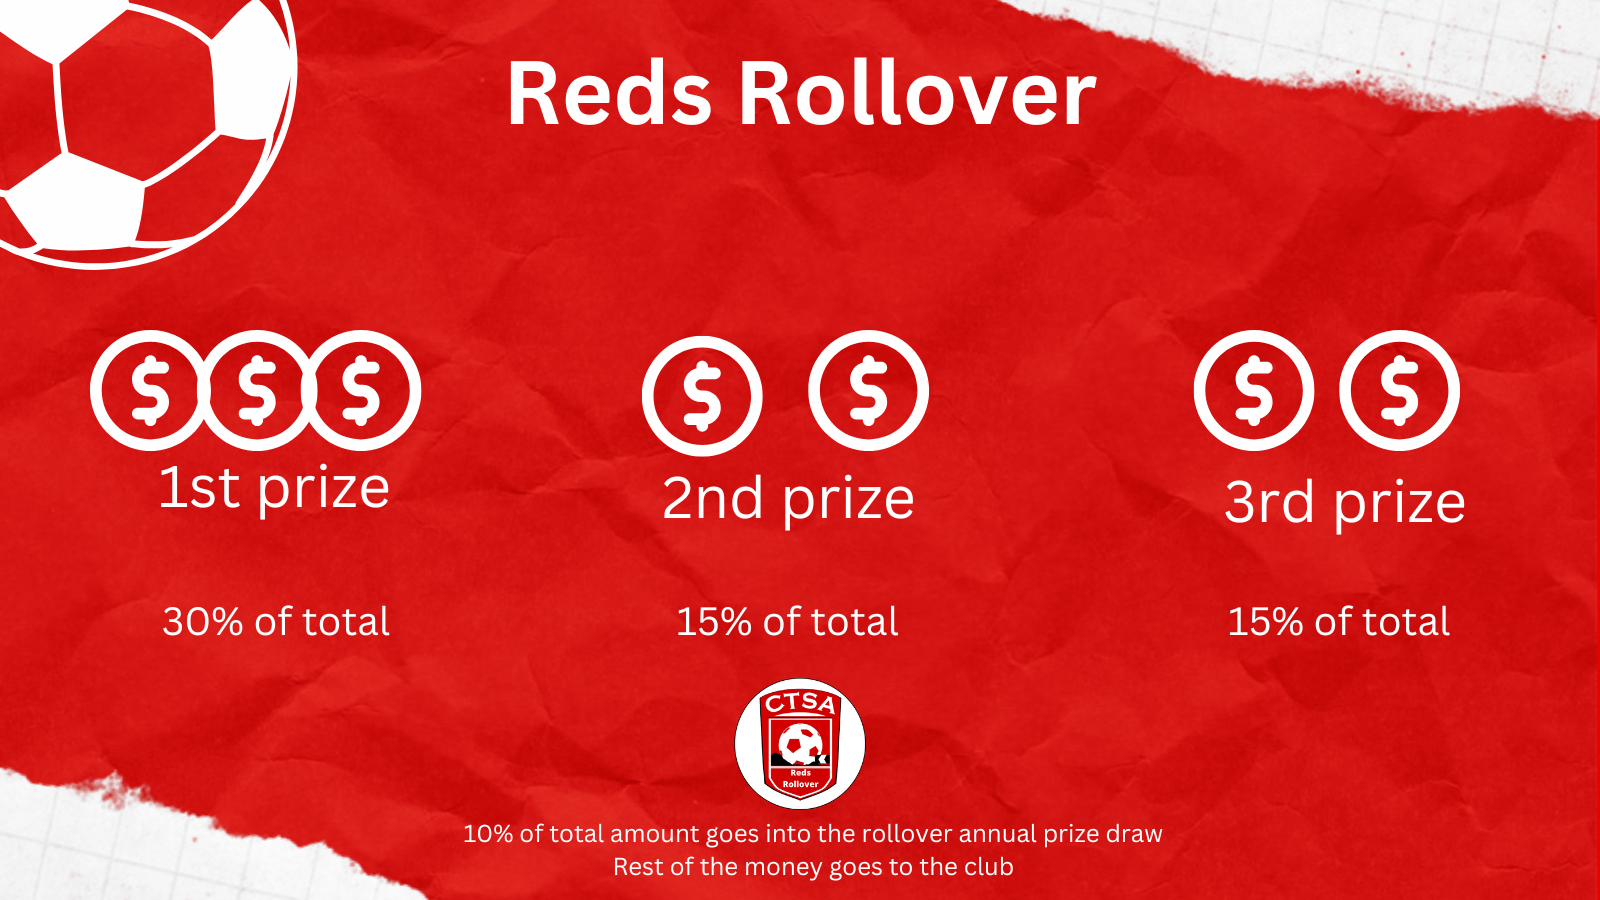 Reds Rollover
$ $ $
$ $
$ $
1st prize
2nd prize
3rd prize
30% of total
15% of total
15% of total
CTSA
Reds
Rollover
10% of total amount goes into the rollover annual prize draw
Rest of the money goes to the club